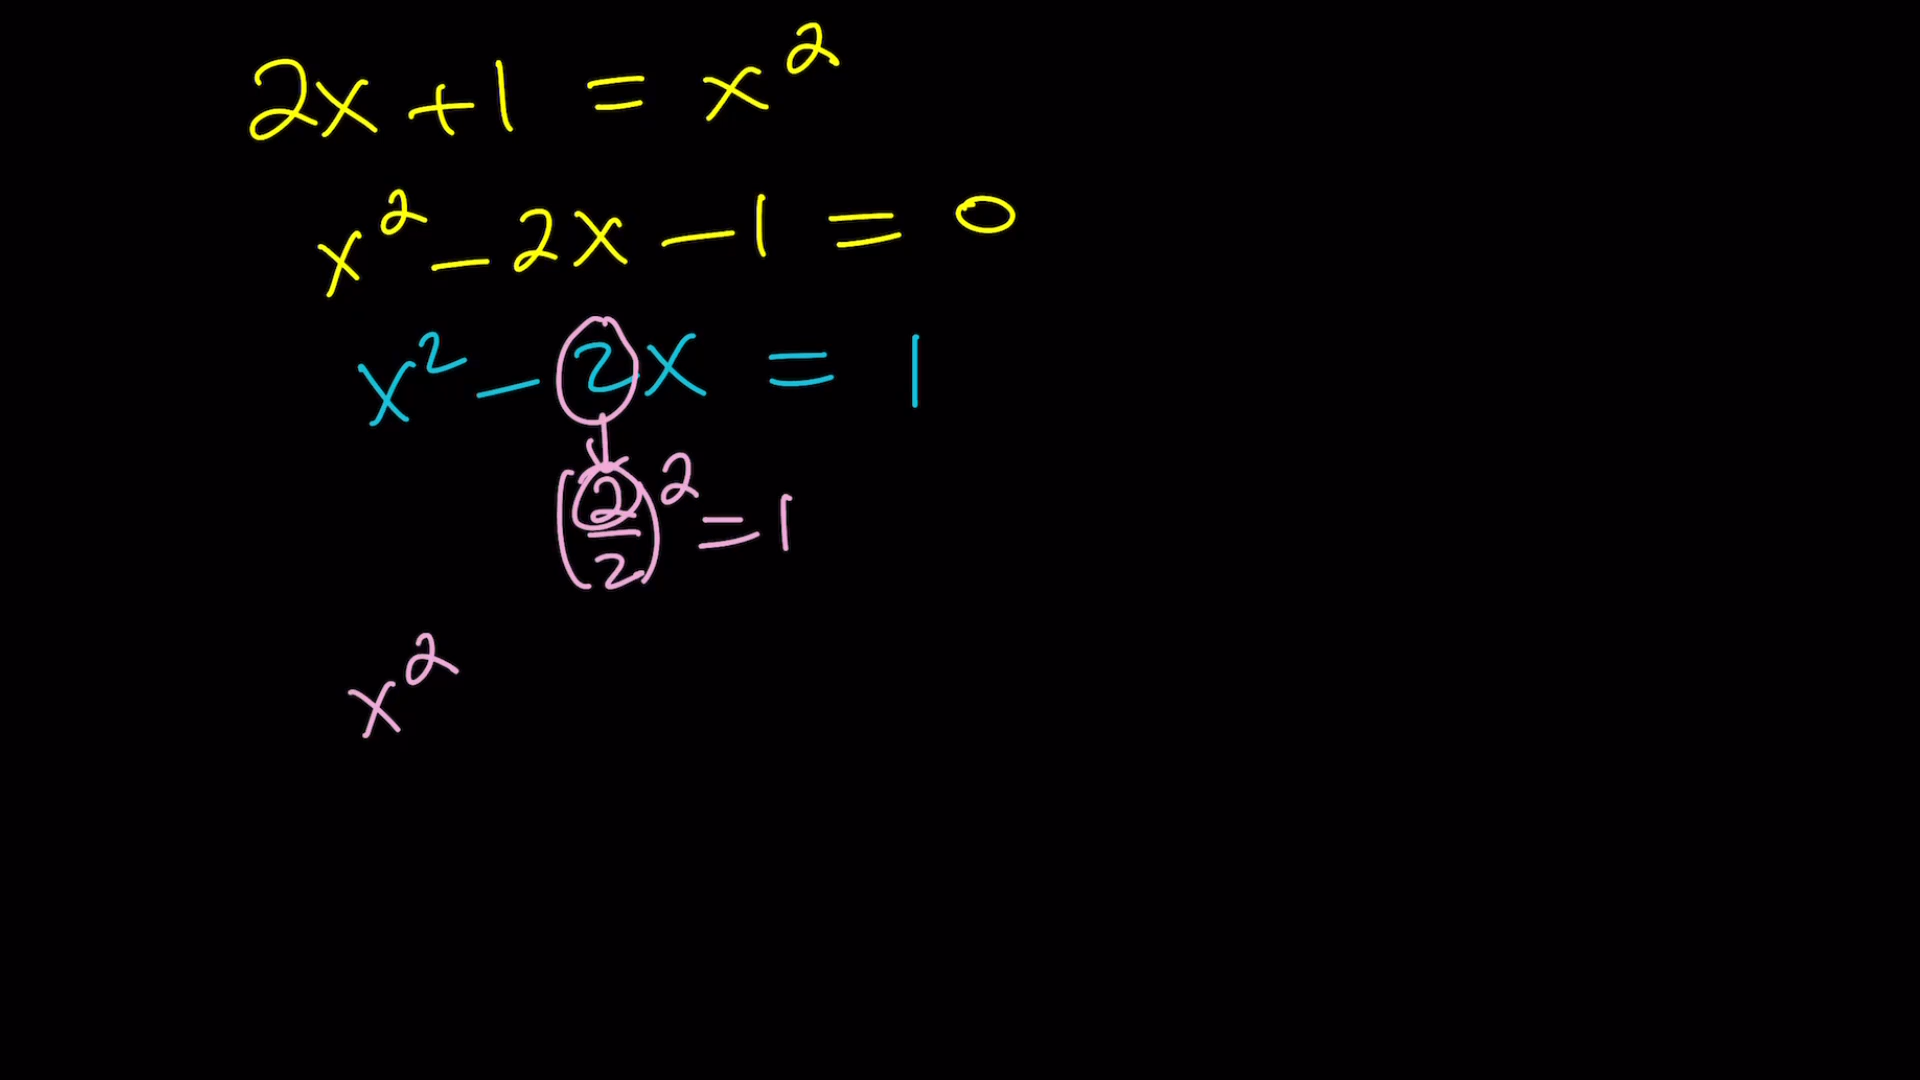 2x + 1 = x²
x² - 2x - 1 = 0
x² - 2x = 1
(2/2)² = 1
x²